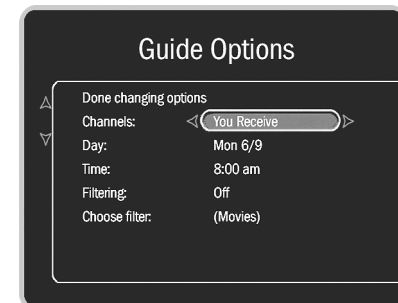 Guide Options
Done changing options
Channels: You Receive
Day: Mon 6/9
Time: 8:00 am
Filtering: Off
Choose filter: (Movies)